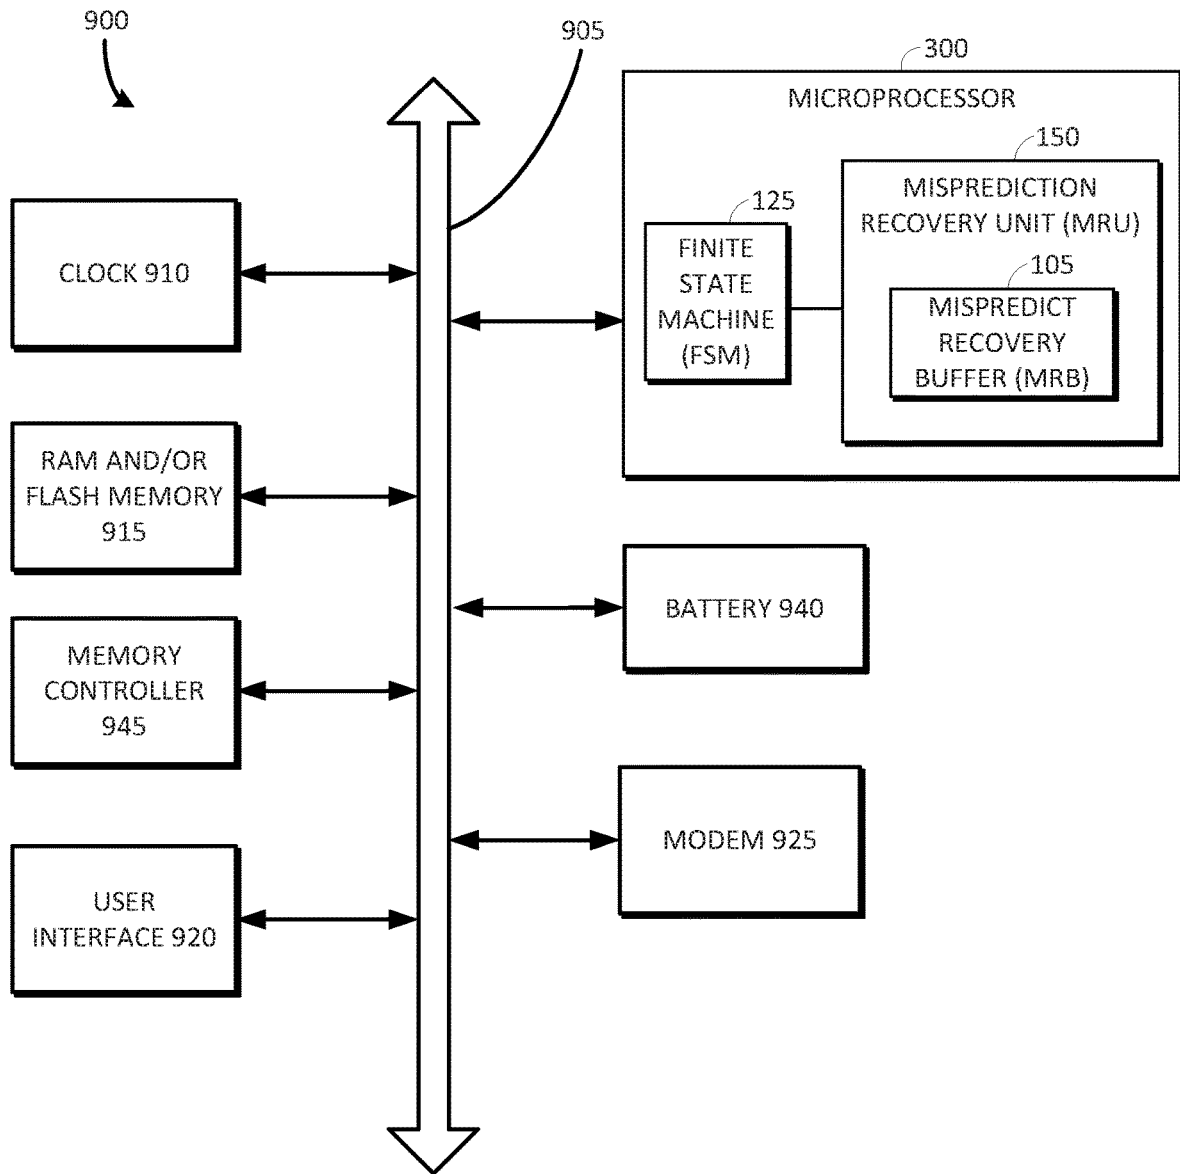 900
905
300
MICROPROCESSOR
150
MISPREDICTION
RECOVERY UNIT (MRU)
125
FINITE
STATE
MACHINE
(FSM)
105
MISPREDICT
RECOVERY
BUFFER (MRB)
CLOCK 910
RAM AND/OR
FLASH MEMORY
915
BATTERY 940
MEMORY
CONTROLLER
945
MODEM 925
USER
INTERFACE 920